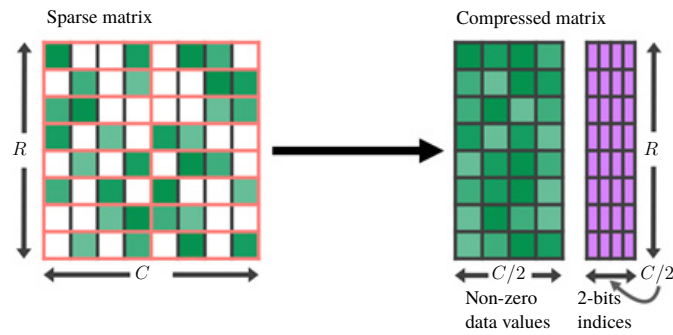 Sparse matrix
Compressed matrix
R
R
C
C/2
C/2
Non-zero
data values
2-bits
indices